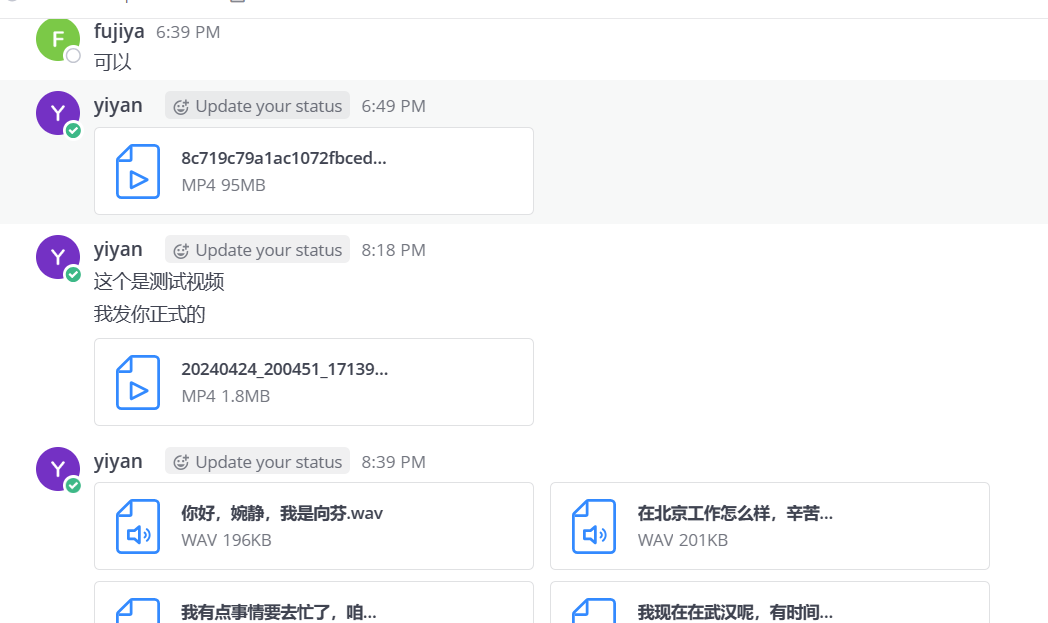 F
fujiya 6:39 PM
可以
Y
yiyan Update your status 6:49 PM
8c719c79a1ac1072fbced...
MP4 95MB
Y
yiyan Update your status 8:18 PM
这个是测试视频
我发你正式的
20240424_200451_17139...
MP4 1.8MB
Y
yiyan Update your status 8:39 PM
你好，婉静，我是向芬.wav
WAV 196KB
在北京工作怎么样，辛苦...
WAV 201KB
我有点事情要去忙了，咱...
我现在在武汉呢，有时间...